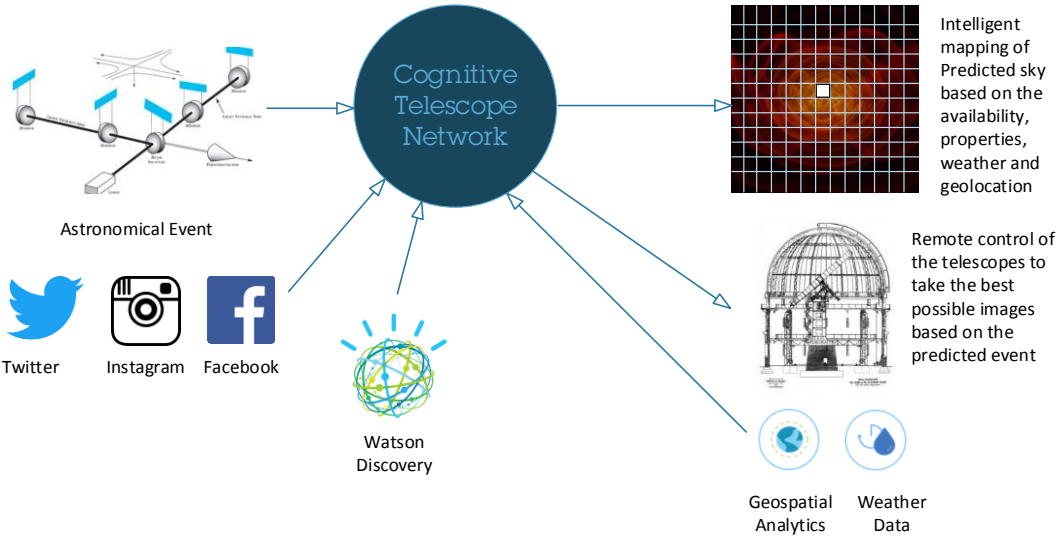 Cognitive
Telescope
Network
Intelligent
mapping of
Predicted sky
based on the
availability,
properties,
weather and
geolocation
Astronomical Event
Remote control of
the telescopes to
take the best
possible images
based on the
predicted event
Twitter
Instagram
Facebook
Watson
Discovery
Geospatial
Analytics
Weather
Data